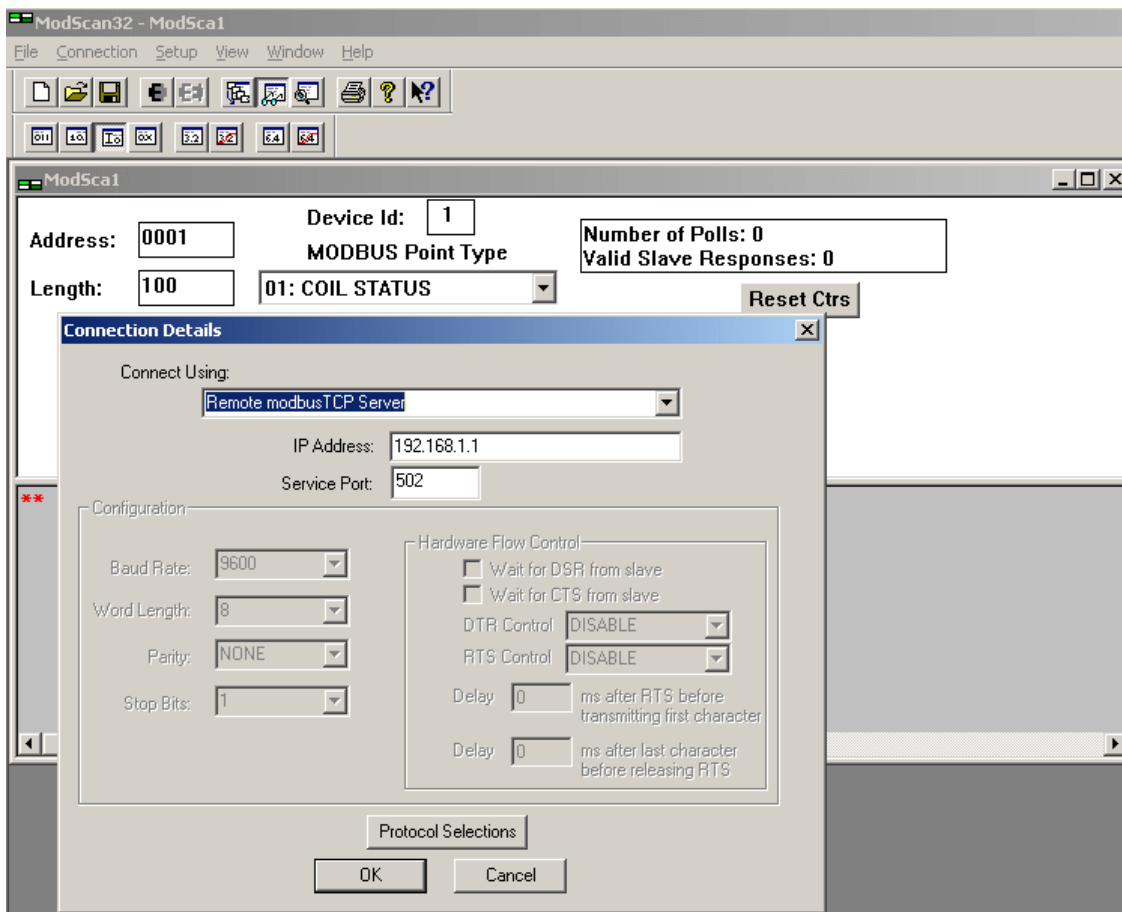 ModScan32 - ModSca1
File Connection Setup View Window Help
ModSca1
Address: 0001
Device Id: 1
MODBUS Point Type
Length: 100
01: COIL STATUS
Number of Polls: 0
Valid Slave Responses: 0
Reset Ctrs
Connection Details
Connect Using:
Remote modbusTCP Server
IP Address: 192.168.1.1
Service Port: 502
**
Configuration
Baud Rate: 9600
Word Length: 8
Parity: NONE
Stop Bits: 1
Hardware Flow Control
Wait for DSR from slave
Wait for CTS from slave
DTR Control DISABLE
RTS Control DISABLE
Delay 0 ms after RTS before
transmitting first character
Delay 0 ms after last character
before releasing RTS
Protocol Selections
OK Cancel